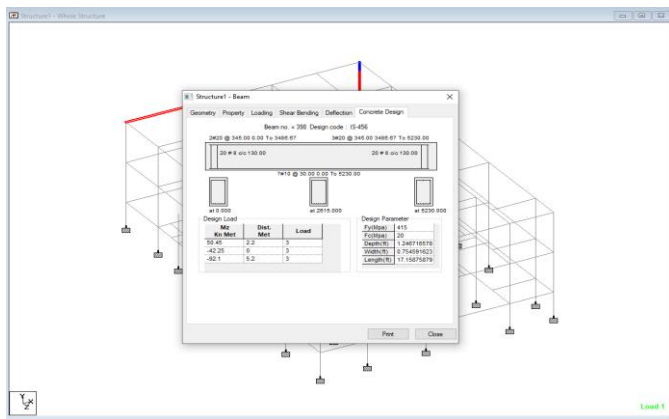 Structure1 - Whole Structure
Structure1 - Beam
Geometry Property Loading Shear Bending Deflection Concrete Design
Beam no. = 398 Design code : IS-456
2#20 @ 345.00 0.00 To 3486.67 3#20 @ 345.00 3486.67 To 5230.00
20 # 8 c/c 130.00 20 # 8 c/c 130.00
7#10 @ 30.00 0.00 To 5230.00
at 0.000 at 2615.000 at 5230.000
Design Load Design Parameter
Mz Kn Met Dist. Met Load
50.45 2.2 3
-42.25 0 3
-92.1 5.2 3
Fy(Mpa) 415
Fc(Mpa) 20
Depth(ft) 1.246716576
Width(ft) 0.754591623
Length(ft) 17.15875879
Print Close
Y X Z
Load 1